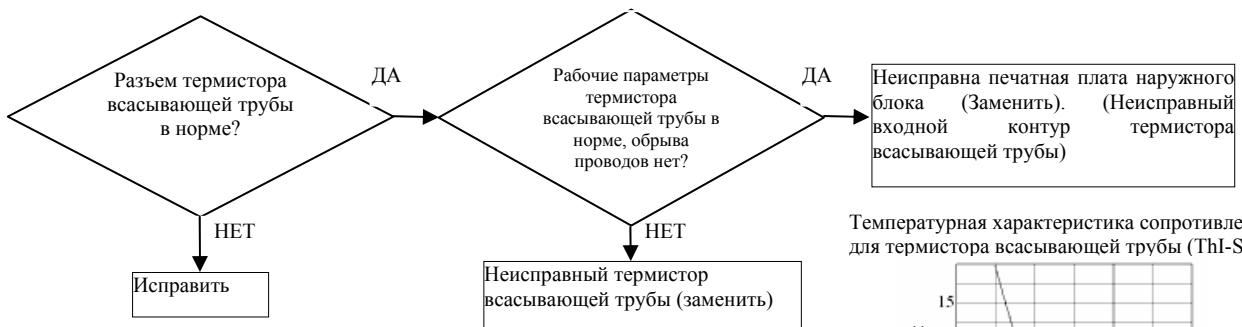 Разъем термистора
всасывающей трубы
в норме?
ДА
НЕТ
Исправить
Рабочие параметры
термистора
всасывающей трубы в
норме, обрыва
проводов нет?
ДА
НЕТ
Неисправный термистор
всасывающей трубы (заменить)
Неисправна печатная плата наружного
блока (Заменить). (Неисправный
входной контур термистора
всасывающей трубы)
Температурная характеристика сопротивле
для термистора всасывающей трубы (ThI-S
15